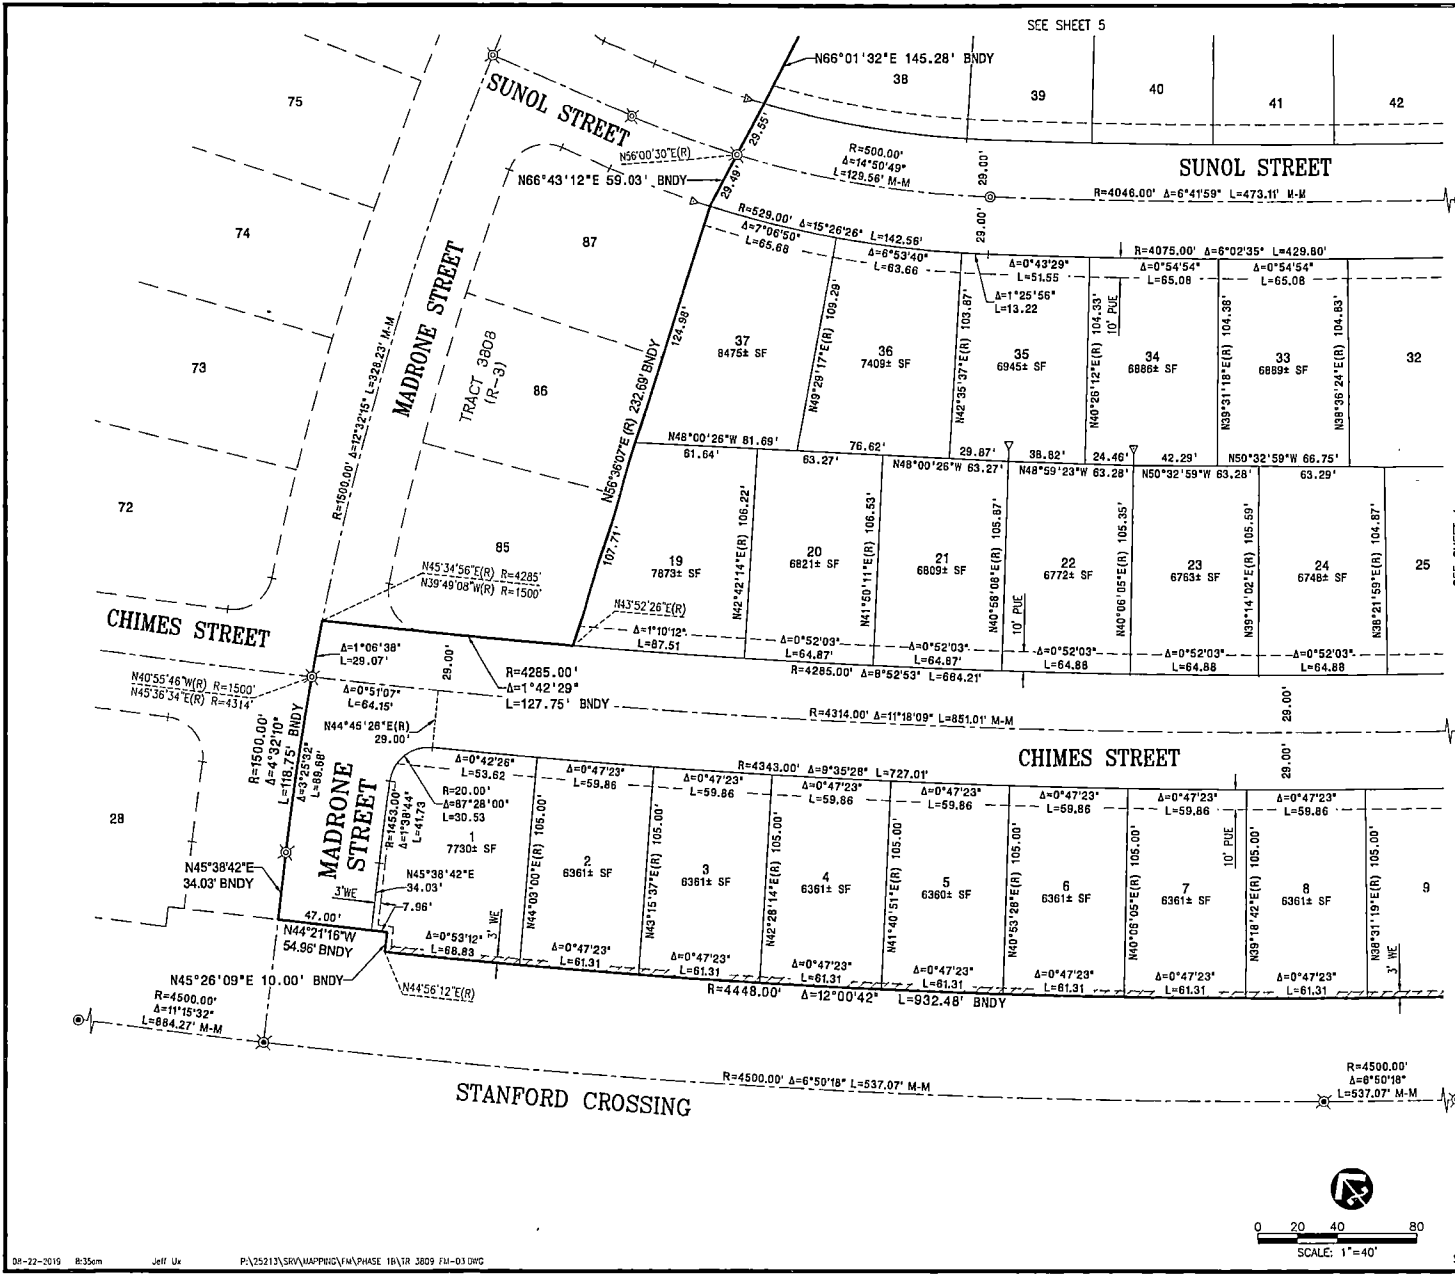 SEE SHEET 5
N66°01'32"E 145.28' BNDY
38
39
40
41
42
75
SUNOL STREET
29.55'
N56°00'30"E(R)
N66°43'12"E 59.03' BNDY
29.49'
R=500.00'
Δ=14°50'49"
L=129.56' M-M
29.00'
SUNOL STREET
R=4046.00' Δ=6°41'59" L=473.11' M-M
29.00'
74
87
MADRONE STREET
R=529.00' Δ=15°26'26" L=142.56'
Δ=7°06'50"
L=65.68
Δ=6°53'40"
L=63.66
Δ=0°43'29"
L=51.55
Δ=1°25'56"
L=13.22
R=4075.00' Δ=6°02'35" L=429.80'
Δ=0°54'54"
L=65.08
Δ=0°54'54"
L=65.08
10' PUE
73
R=1500.00' Δ=12°32'15" L=328.23' M-M
TRACT 3808
(R-3)
86
124.98'
N56°36'07"E (R) 232.69' BNDY
37
8475± SF
N49°29'17"E(R) 109.29'
36
7409± SF
N42°35'37"E(R) 103.87'
35
6945± SF
N40°26'12"E(R) 104.33'
34
6886± SF
N39°31'18"E(R) 104.38'
33
6889± SF
N38°36'24"E(R) 104.83'
32
N48°00'26"W 81.69'
61.64'
76.62'
63.27'
29.87'
N48°00'26"W 63.27'
38.82'
N48°59'23"W 63.28'
24.46'
42.29'
N50°32'59"W 63.28'
N50°32'59"W 66.75'
63.29'
72
85
107.71'
N45°34'56"E(R) R=4285'
N39°49'08"W(R) R=1500'
N43°52'26"E(R)
19
7873± SF
N42°42'14"E(R) 106.22'
20
6821± SF
N41°50'11"E(R) 106.53'
21
6809± SF
N40°58'08"E(R) 105.87'
10' PUE
22
6772± SF
N40°06'05"E(R) 105.35'
23
6763± SF
N39°14'02"E(R) 105.59'
24
6748± SF
N38°21'59"E(R) 104.87'
25
CHIMES STREET
Δ=1°10'12"
L=87.51
Δ=0°52'03"
L=64.87'
Δ=0°52'03"
L=64.87'
Δ=0°52'03"
L=64.88
Δ=0°52'03"
L=64.88
Δ=0°52'03"
L=64.88
R=4285.00' Δ=8°52'53" L=664.21'
Δ=1°06'38"
L=29.07'
29.00'
R=4285.00'
Δ=1°42'29"
L=127.75' BNDY
N40°55'46"W(R) R=1500'
N45°36'34"E(R) R=4314'
Δ=0°51'07"
L=64.15'
N44°45'28"E(R)
29.00'
R=4314.00' Δ=11°18'09" L=851.01' M-M
29.00'
CHIMES STREET
29.00'
R=1500.00'
Δ=4°32'10"
L=118.75' BNDY
Δ=3°25'32"
L=89.68'
MADRONE
STREET
28
R=4343.00' Δ=9°35'28" L=727.01'
Δ=0°42'26"
L=53.62
R=20.00'
Δ=87°28'00"
L=30.53
R=1453.00'
Δ=1°38'44"
L=41.73
Δ=0°47'23"
L=59.86
Δ=0°47'23"
L=59.86
Δ=0°47'23"
L=59.86
Δ=0°47'23"
L=59.86
Δ=0°47'23"
L=59.86
Δ=0°47'23"
L=59.86
Δ=0°47'23"
L=59.86
10' PUE
1
7730± SF
N45°38'42"E
34.03'
7.96'
3' WE
3' WE
N44°03'00"E(R) 105.00'
2
6361± SF
N43°15'37"E(R) 105.00'
3
6361± SF
N42°28'14"E(R) 105.00'
4
6361± SF
N41°40'51"E(R) 105.00'
5
6360± SF
N40°53'28"E(R) 105.00'
6
6361± SF
N40°06'05"E(R) 105.00'
7
6361± SF
N39°18'42"E(R) 105.00'
8
6361± SF
N38°31'19"E(R) 105.00'
9
3' WE
N45°38'42"E
34.03' BNDY
47.00'
N44°21'16"W
54.96' BNDY
N45°26'09"E 10.00' BNDY
Δ=0°53'12"
L=68.83
Δ=0°47'23"
L=61.31
Δ=0°47'23"
L=61.31
Δ=0°47'23"
L=61.31
Δ=0°47'23"
L=61.31
Δ=0°47'23"
L=61.31
Δ=0°47'23"
L=61.31
Δ=0°47'23"
L=61.31
N44°56'12"E(R)
R=4448.00' Δ=12°00'42" L=932.48' BNDY
R=4500.00'
Δ=11°15'32"
L=884.27' M-M
R=4500.00' Δ=6°50'18" L=537.07' M-M
R=4500.00'
Δ=6°50'18"
L=537.07' M-M
STANFORD CROSSING
0 20 40 80
SCALE: 1"=40'
08-22-2019 8:35am Jeff Ux P:\25213\SRV\MAPPING\FM\PHASE 1B\TR 3809 FM-03.DWG